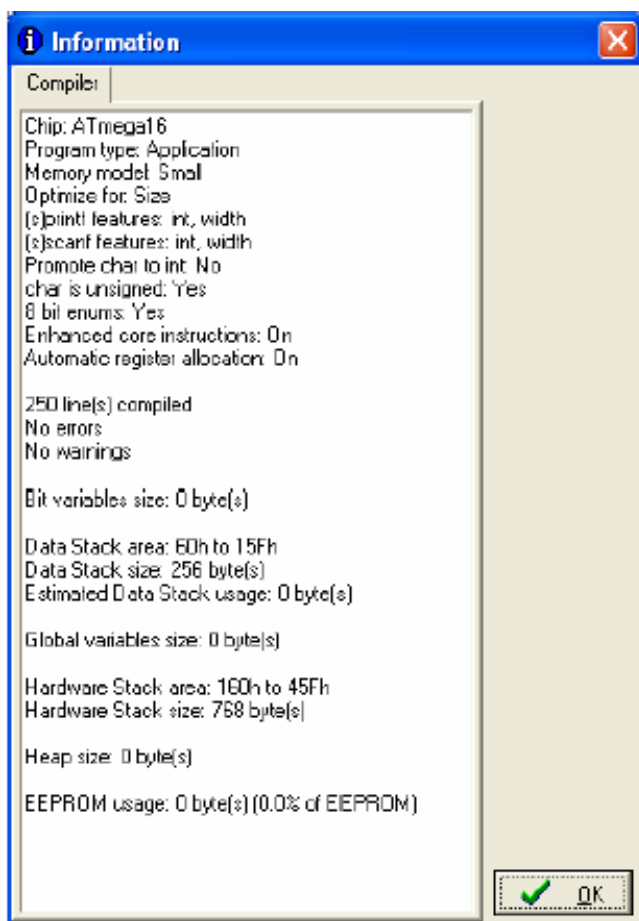 Information
Compiler
Chip: ATmega16
Program type: Application
Memory model: Small
Optimize for: Size
(s)printf features: int, width
(s)scanf features: int, width
Promote char to int: No
char is unsigned: Yes
8 bit enums: Yes
Enhanced core instructions: On
Automatic register allocation: On
250 line(s) compiled
No errors
No warnings
Bit variables size: 0 byte(s)
Data Stack area: 60h to 15Fh
Data Stack size: 256 byte(s)
Estimated Data Stack usage: 0 byte(s)
Global variables size: 0 byte(s)
Hardware Stack area: 160h to 45Fh
Hardware Stack size: 768 byte(s)
Heap size: 0 byte(s)
EEPROM usage: 0 byte(s) (0.0% of EEPROM)
OK